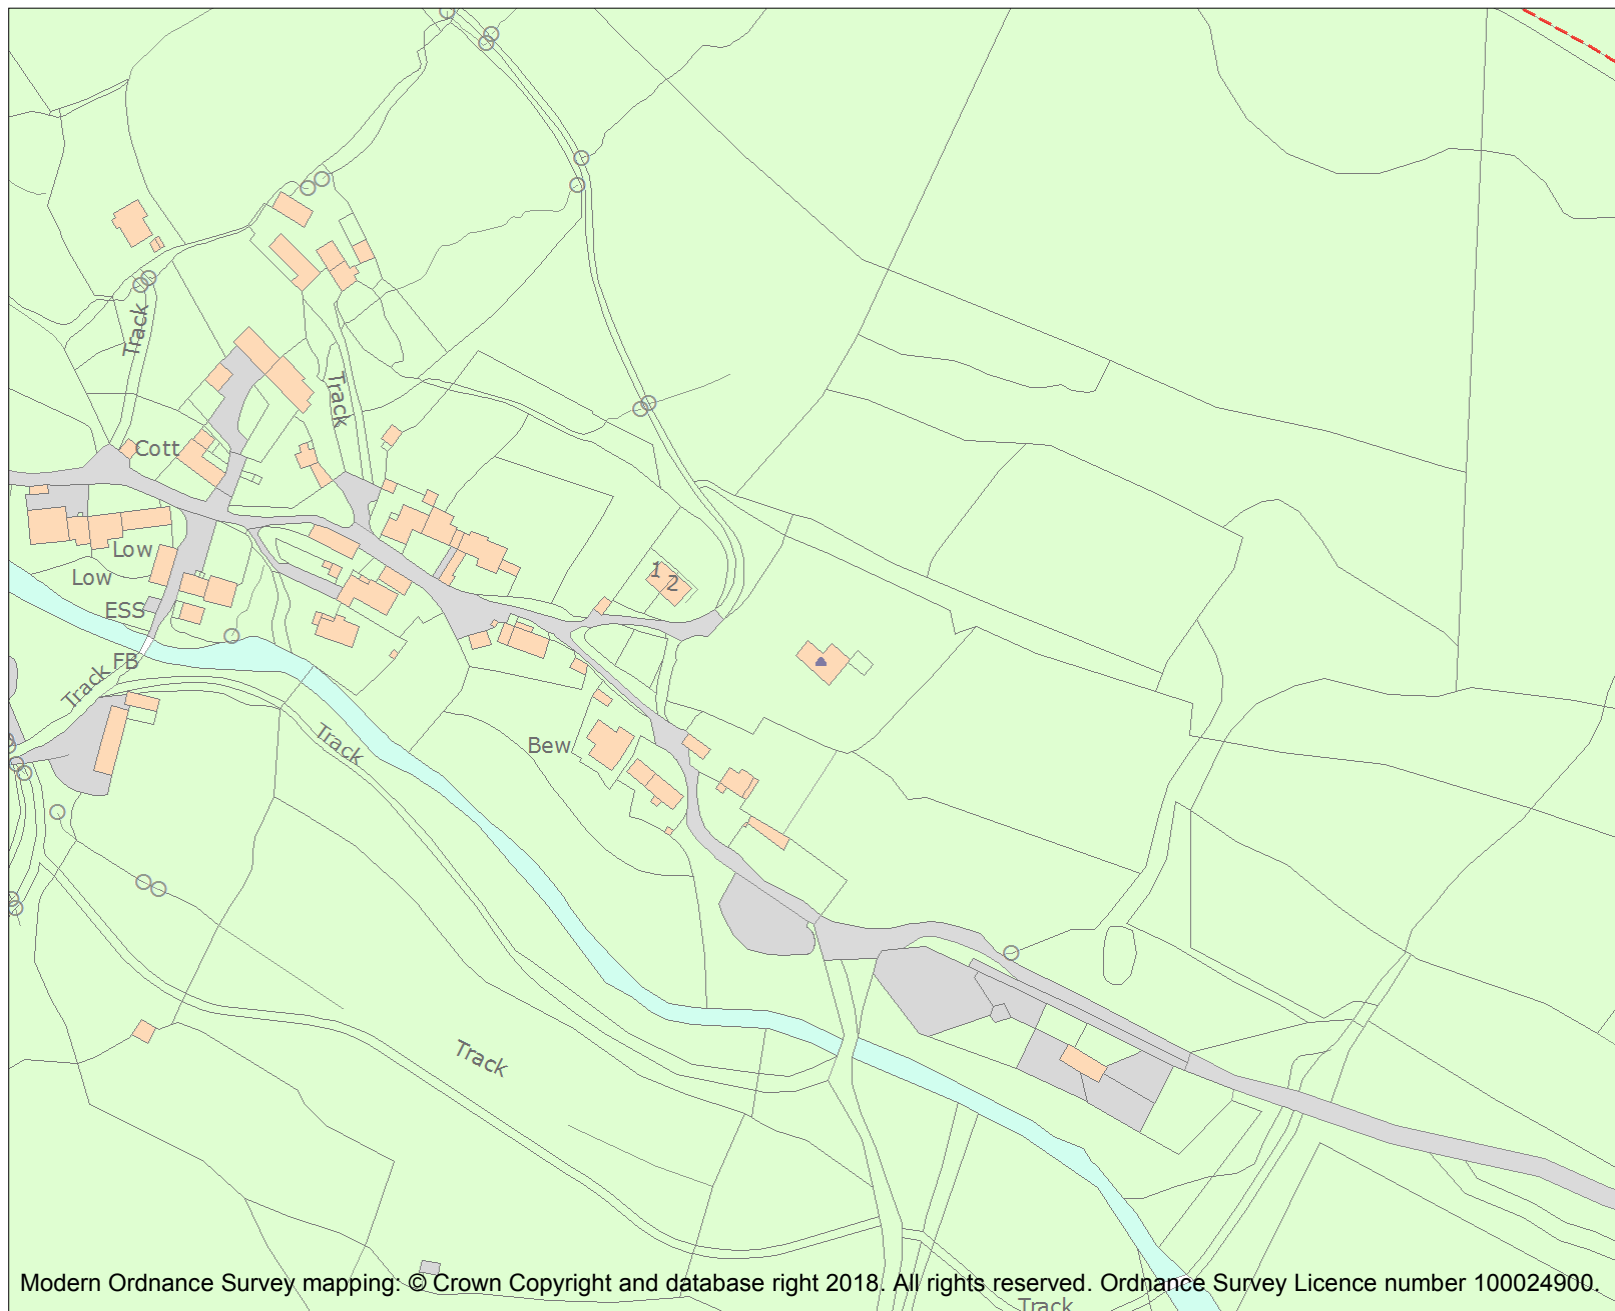 Track
Track
Cott
Low
Low
1 2
ESS
FB
Track
Track
Bew
Track
Modern Ordnance Survey mapping: © Crown Copyright and database right 2018. All rights reserved. Ordnance Survey Licence number 100024900.
Track